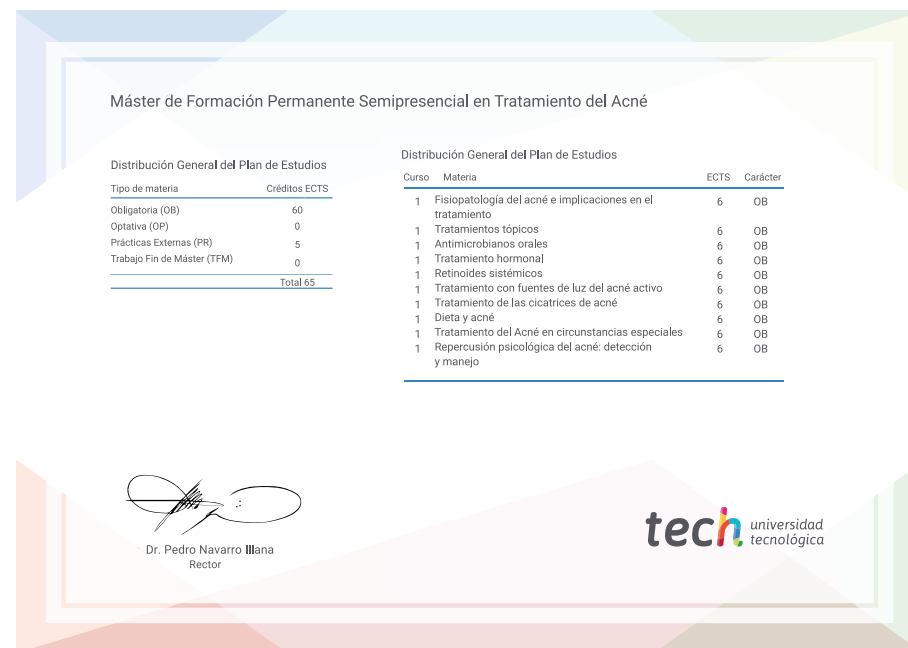 Máster de Formación Permanente Semipresencial en Tratamiento del Acné
Distribución General del Plan de Estudios
Tipo de materia Créditos ECTS
Obligatoria (OB) 60
Optativa (OP) 0
Prácticas Externas (PR) 5
Trabajo Fin de Máster (TFM) 0
Total 65
Distribución General del Plan de Estudios
Curso Materia ECTS Carácter
1 Fisiopatología del acné e implicaciones en el 6 OB
tratamiento
1 Tratamientos tópicos 6 OB
1 Antimicrobianos orales 6 OB
1 Tratamiento hormonal 6 OB
1 Retinoides sistémicos 6 OB
1 Tratamiento con fuentes de luz del acné activo 6 OB
1 Tratamiento de las cicatrices de acné 6 OB
1 Dieta y acné 6 OB
1 Tratamiento del Acné en circunstancias especiales 6 OB
1 Repercusión psicológica del acné: detección 6 OB
y manejo
Dr. Pedro Navarro Illana
Rector
tech universidad
tecnológica